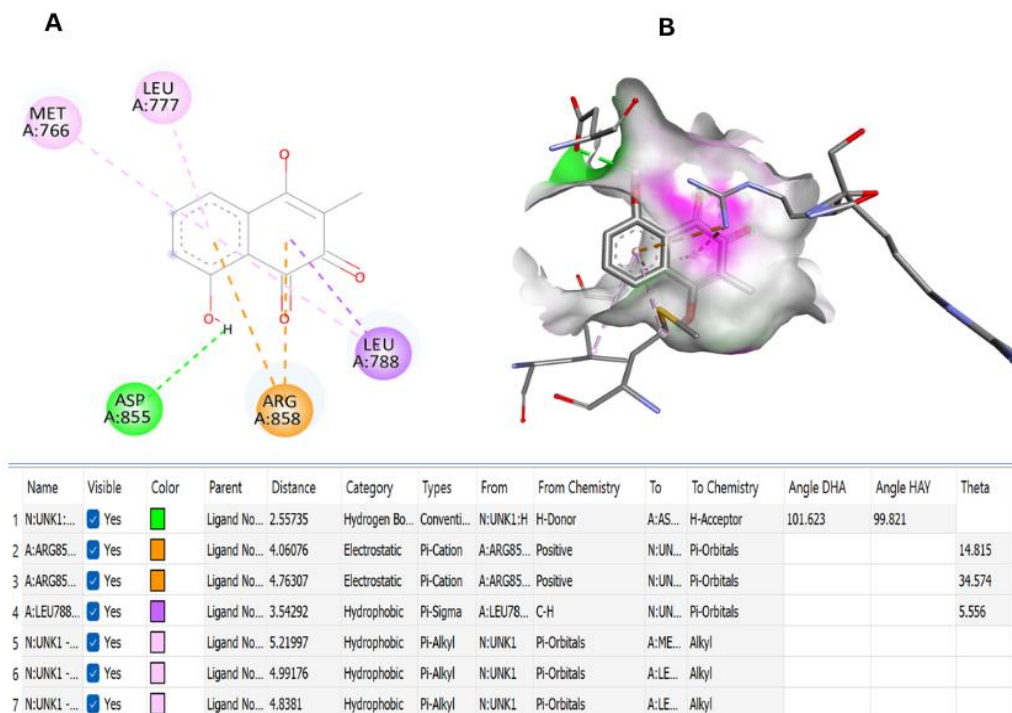 A
B
LEU
A:777
MET
A:766
O
O
O
O
H
LEU
A:788
ASP
A:855
ARG
A:858
Name Visible Color Parent Distance Category Types From From Chemistry To To Chemistry Angle DHA Angle HAY Theta
1 N:UNK1:... Yes Ligand No... 2.55735 Hydrogen Bo... Conventi... N:UNK1:H H-Donor A:AS... H-Acceptor 101.623 99.821
2 A:ARG85... Yes Ligand No... 4.06076 Electrostatic Pi-Cation A:ARG85... Positive N:UN... Pi-Orbitals 14.815
3 A:ARG85... Yes Ligand No... 4.76307 Electrostatic Pi-Cation A:ARG85... Positive N:UN... Pi-Orbitals 34.574
4 A:LEU788... Yes Ligand No... 3.54292 Hydrophobic Pi-Sigma A:LEU78... C-H N:UN... Pi-Orbitals 5.556
5 N:UNK1 -... Yes Ligand No... 5.21997 Hydrophobic Pi-Alkyl N:UNK1 Pi-Orbitals A:ME... Alkyl
6 N:UNK1 -... Yes Ligand No... 4.99176 Hydrophobic Pi-Alkyl N:UNK1 Pi-Orbitals A:LE... Alkyl
7 N:UNK1 -... Yes Ligand No... 4.8381 Hydrophobic Pi-Alkyl N:UNK1 Pi-Orbitals A:LE... Alkyl